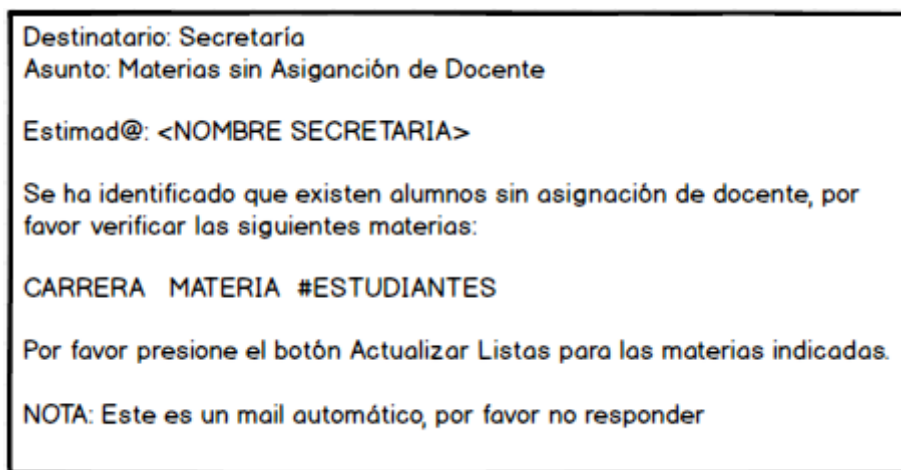 Destinatario: Secretaría
Asunto: Materias sin Asiganción de Docente
Estimad@: <NOMBRE SECRETARIA>
Se ha identificado que existen alumnos sin asignación de docente, por
favor verificar las siguientes materias:
CARRERA MATERIA #ESTUDIANTES
Por favor presione el botón Actualizar Listas para las materias indicadas.
NOTA: Este es un mail automático, por favor no responder